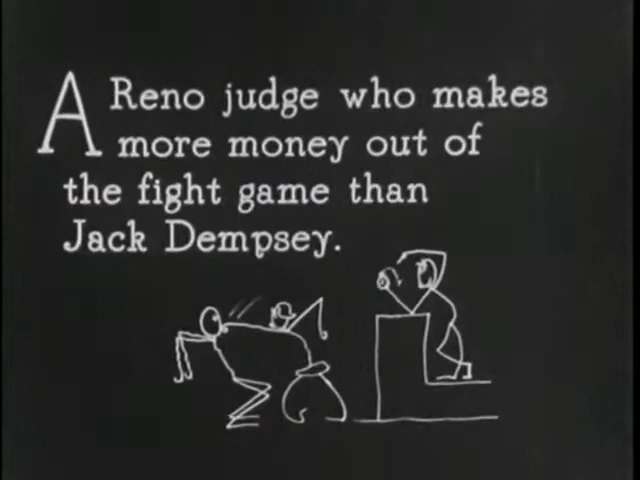 A Reno judge who makes
more money out of
the fight game than
Jack Dempsey.